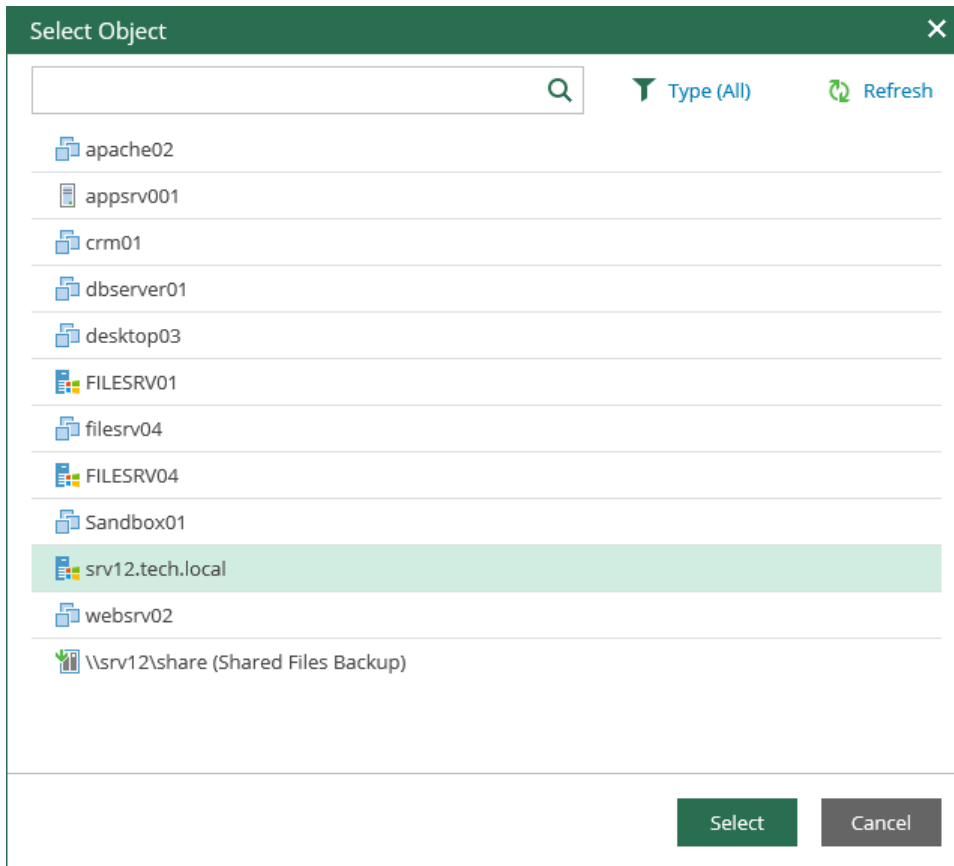 Select Object
Type (All) Refresh
apache02
appsrv001
crm01
dbserver01
desktop03
FILESRV01
filesrv04
FILESRV04
Sandbox01
srv12.tech.local
websrv02
\\srv12\share (Shared Files Backup)
Select Cancel